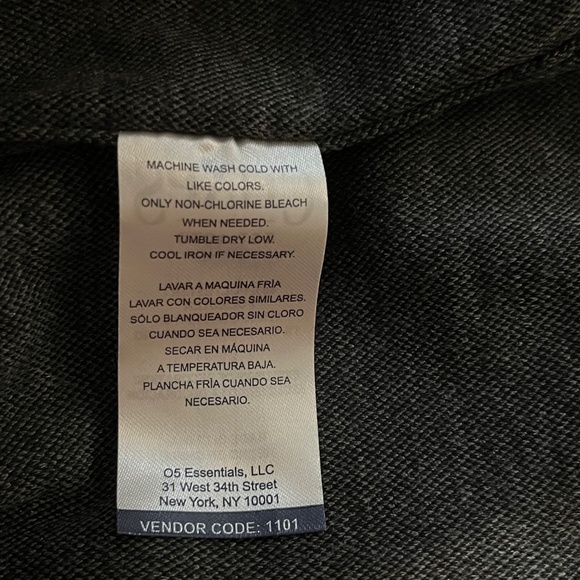 MACHINE WASH COLD WITH
LIKE COLORS.
ONLY NON-CHLORINE BLEACH
WHEN NEEDED.
TUMBLE DRY LOW.
COOL IRON IF NECESSARY.
LAVAR A MAQUINA FRÍA
LAVAR CON COLORES SIMILARES.
SÓLO BLANQUEADOR SIN CLORO
CUANDO SEA NECESARIO.
SECAR EN MÁQUINA
A TEMPERATURA BAJA.
PLANCHA FRÍA CUANDO SEA
NECESARIO.
O5 Essentials, LLC
31 West 34th Street
New York, NY 10001
VENDOR CODE: 1101